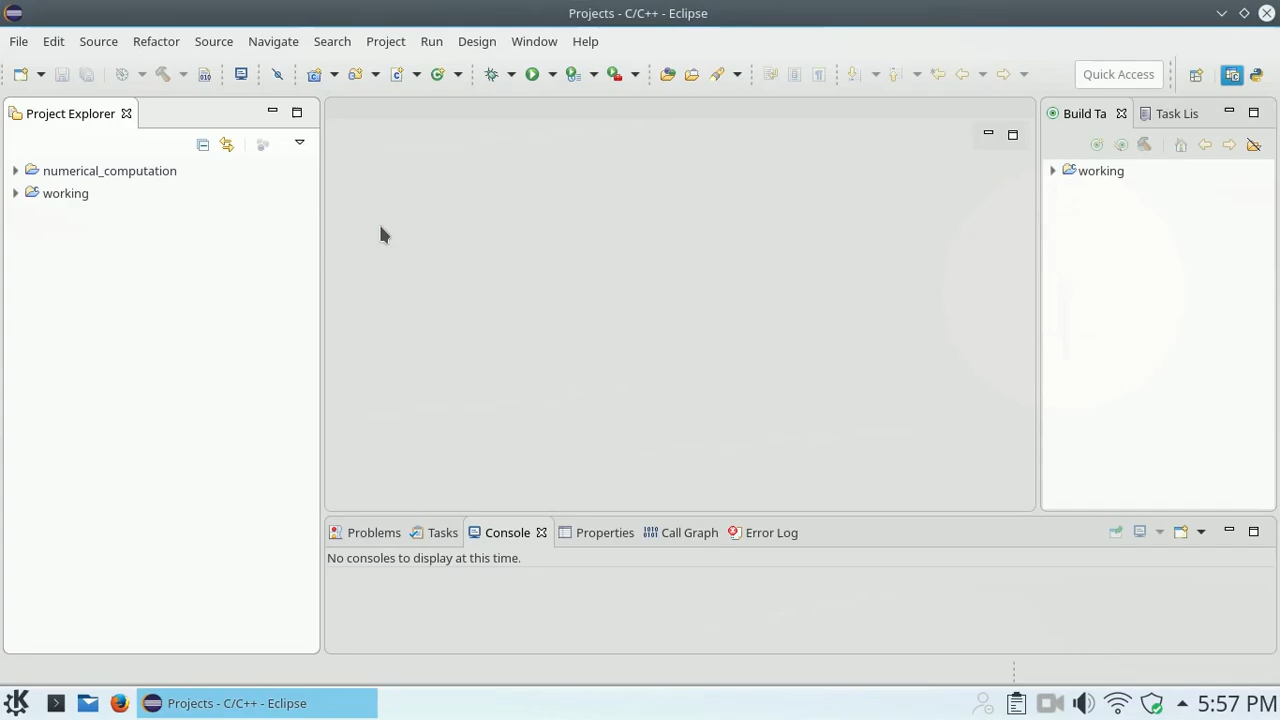 Projects - C/C++ - Eclipse
File Edit Source Refactor Source Navigate Search Project Run Design Window Help
Quick Access
Project Explorer
Build Ta Task Lis
numerical_computation
working
working
Problems Tasks Console Properties Call Graph Error Log
No consoles to display at this time.
Projects - C/C++ - Eclipse
5:57 PM